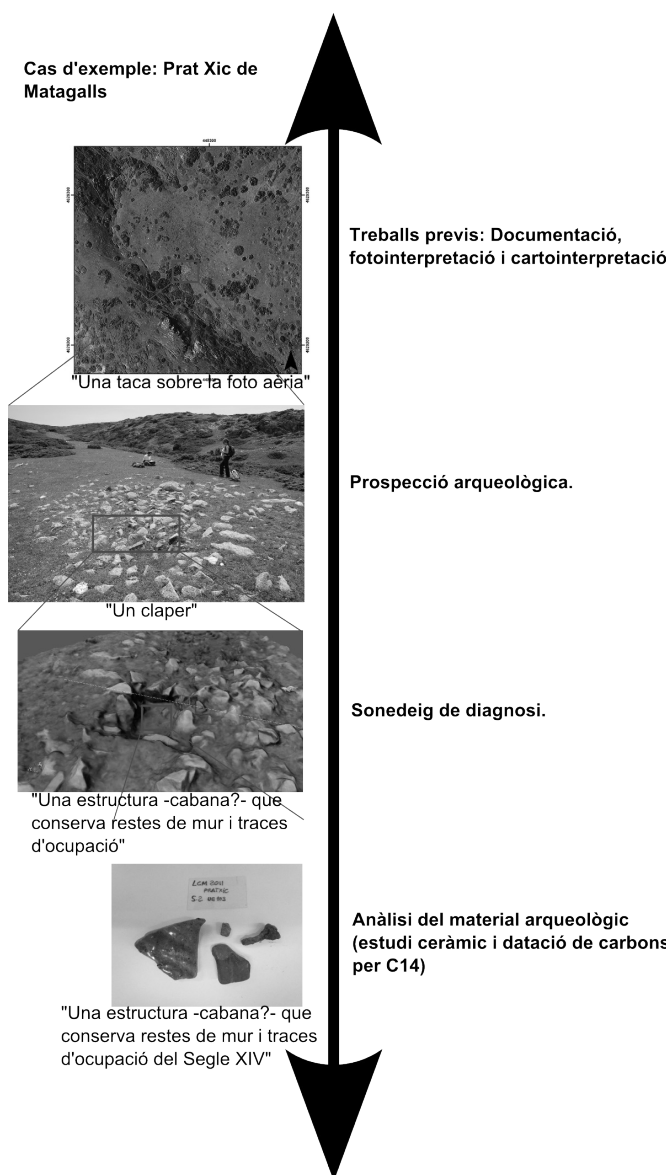 Cas d'exemple: Prat Xic de
Matagalls
Treballs previs: Documentació,
fotointerpretació i cartointerpretació
"Una taca sobre la foto aèria"
Prospecció arqueològica.
"Un claper"
Sonedeig de diagnosi.
"Una estructura -cabana?- que
conserva restes de mur i traces
d'ocupació"
LCM 2011
PRATXIC
Anàlisi del material arqueològic
(estudi ceràmic i datació de carbons
per C14)
"Una estructura -cabana?- que
conserva restes de mur i traces
d'ocupació del Segle XIV"